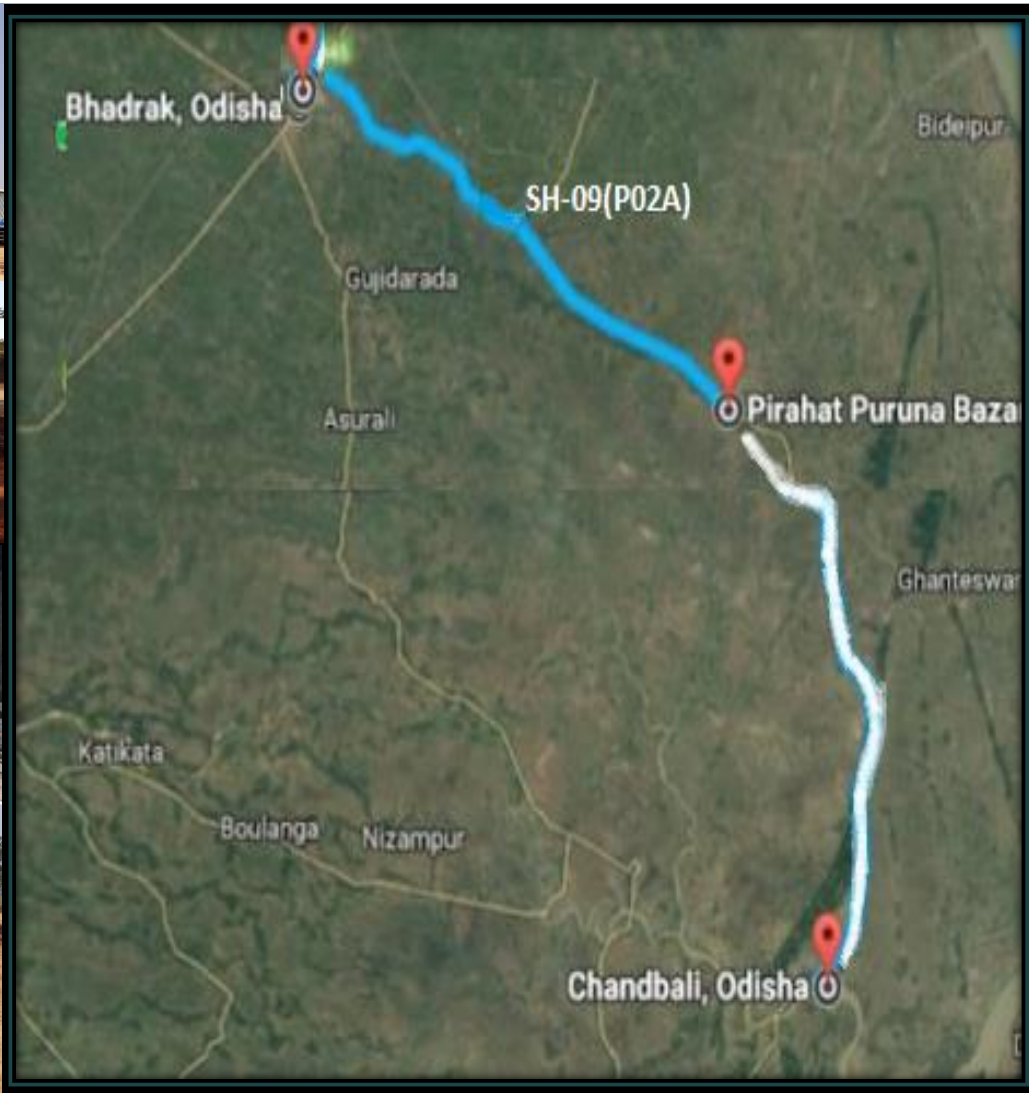 Bhadrak, Odisha
Bideipur
SH-09(P02A)
Gujidarada
Pirahat Puruna Bazar
Asurali
Ghanteswar
Katikata
Boulanga
Nizampur
Chandbali, Odisha